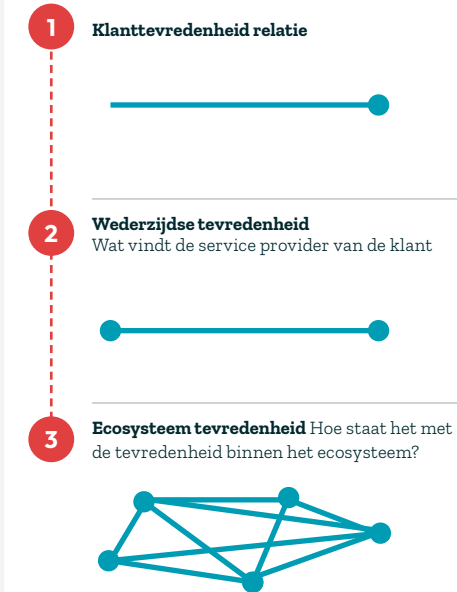 1
Klanttevredenheid relatie
2
Wederzijdse tevredenheid
Wat vindt de service provider van de klant
3
Ecosysteem tevredenheid Hoe staat het met
de tevredenheid binnen het ecosysteem?